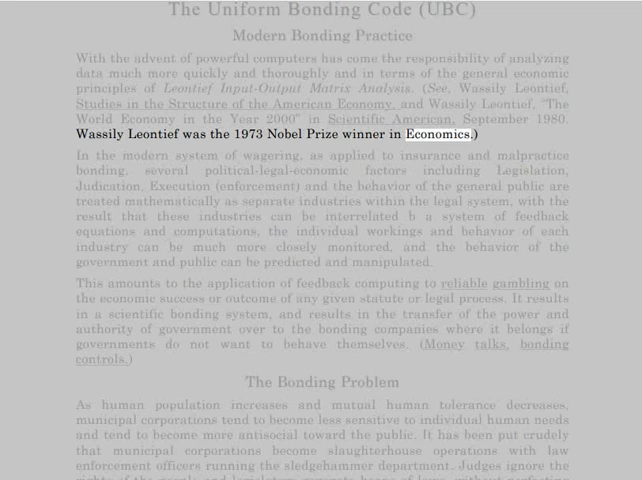 The Uniform Bonding Code (UBC)
Modern Bonding Practice
With the advent of powerful computers has come the responsibility of analyzing
data much more quickly and thoroughly and in terms of the general economic
principles of Leontief Input-Output Matrix Analysis. (See, Wassily Leontief,
Studies in the Structure of the American Economy, and Wassily Leontief, "The
World Economy in the Year 2000" in Scientific American, September 1980.
Wassily Leontief was the 1973 Nobel Prize winner in Economics.)
In the modern system of wagering, as applied to insurance and malpractice
bonding, several political-legal-economic factors including Legislation,
Judication, Execution (enforcement) and the behavior of the general public are
treated mathematically as separate industries within the legal system, with the
result that these industries can be interrelated b a system of feedback
equations and computations, the individual workings and behavior of each
industry can be much more closely monitored, and the behavior of the
government and public can be predicted and manipulated.
This amounts to the application of feedback computing to reliable gambling on
the economic success or outcome of any given statute or legal process. It results
in a scientific bonding system, and results in the transfer of the power and
authority of government over to the bonding companies where it belongs if
governments do not want to behave themselves. (Money talks, bonding
controls.)
The Bonding Problem
As human population increases and mutual human tolerance decreases,
municipal corporations tend to become less sensitive to individual human needs
and tend to become more antisocial toward the public. It has been put crudely
that municipal corporations become slaughterhouse operations with law
enforcement officers running the sledgehammer department. Judges ignore the